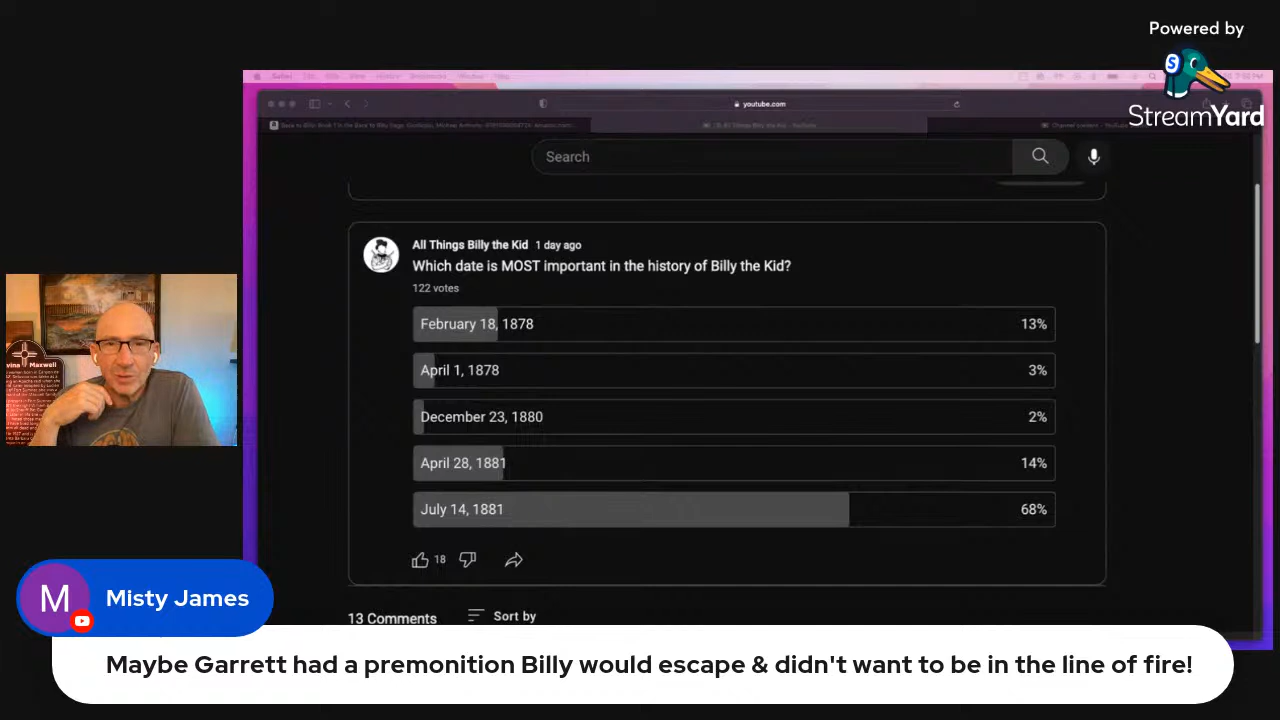 Powered by
StreamYard
youtube.com
Search
All Things Billy the Kid 1 day ago
Which date is MOST important in the history of Billy the Kid?
122 votes
February 18, 1878 13%
April 1, 1878 3%
December 23, 1880 2%
April 28, 1881 14%
July 14, 1881 68%
18
13 Comments Sort by
Maxwell
M Misty James
Maybe Garrett had a premonition Billy would escape & didn't want to be in the line of fire!